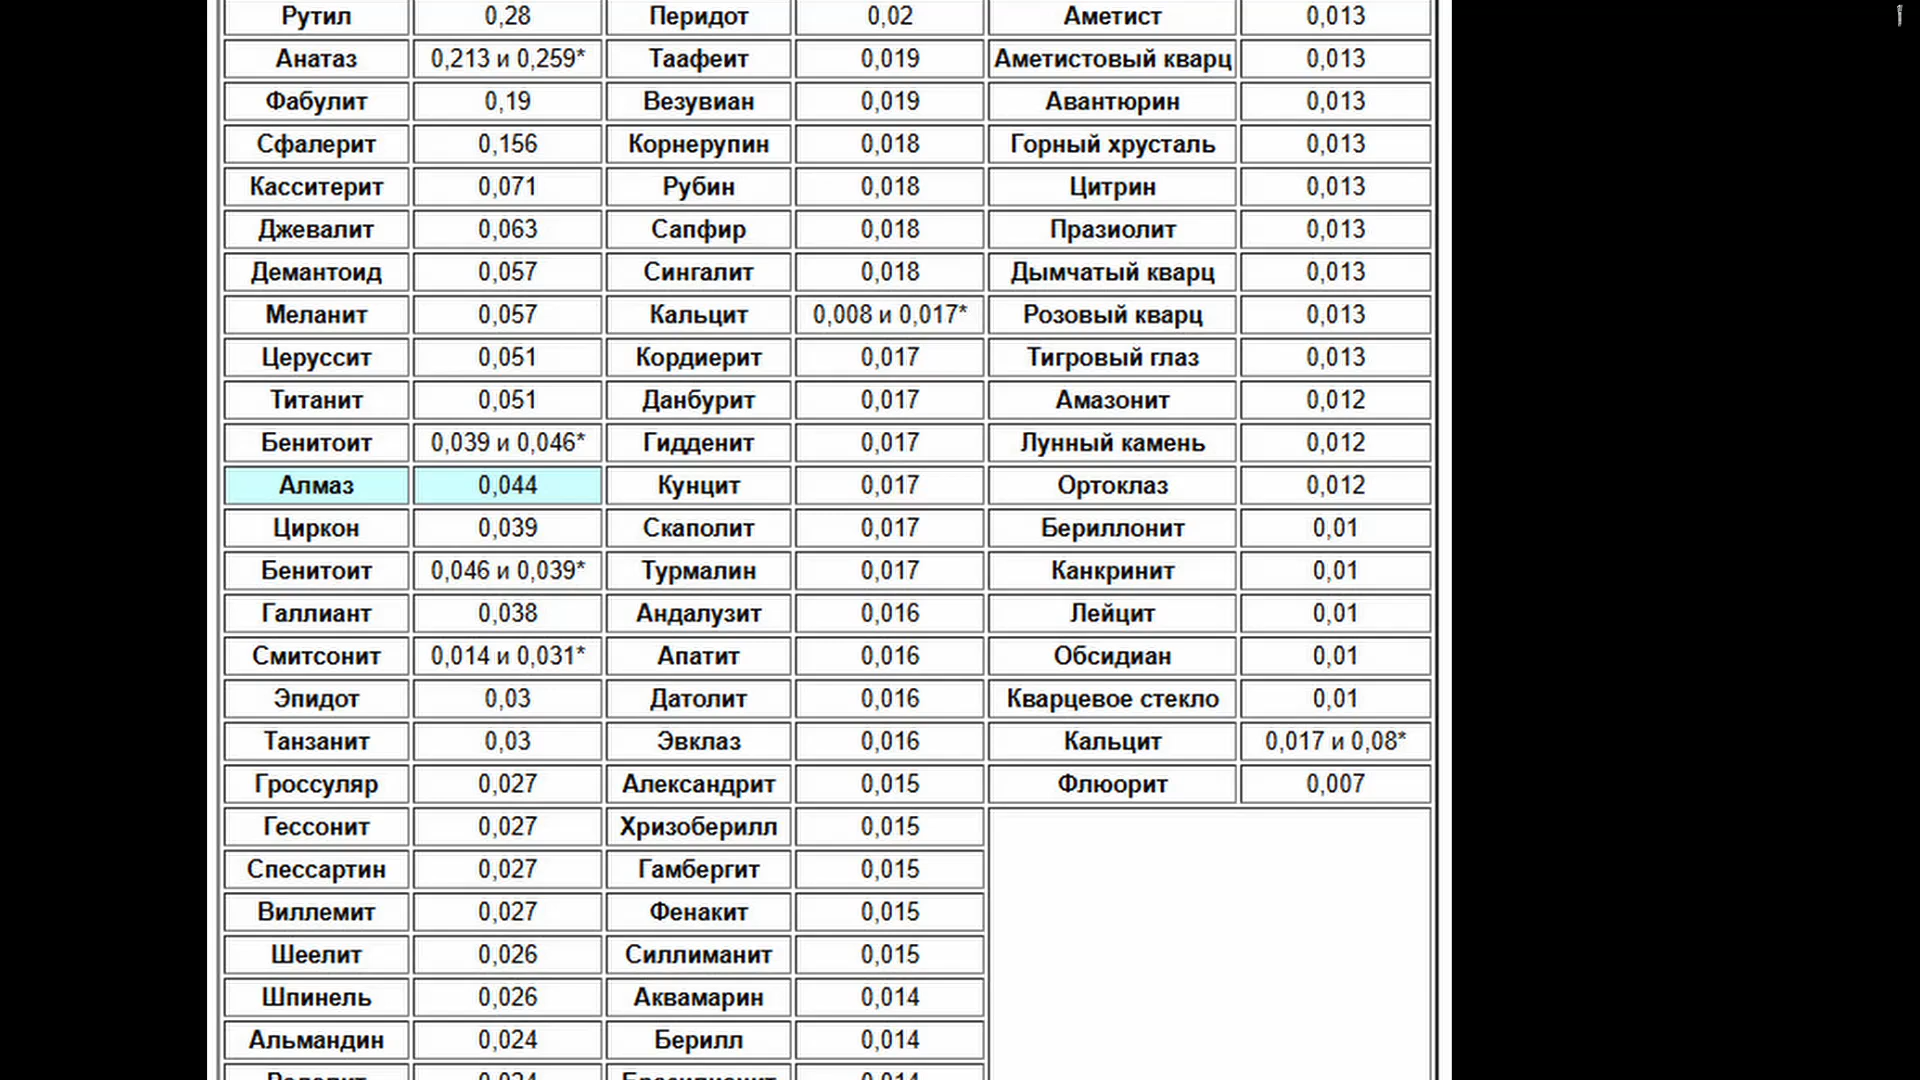 Рутил 0,28 Перидот 0,02 Аметист 0,013
Анатаз 0,213 и 0,259* Таафеит 0,019 Аметистовый кварц 0,013
Фабулит 0,19 Везувиан 0,019 Авантюрин 0,013
Сфалерит 0,156 Корнерупин 0,018 Горный хрусталь 0,013
Касситерит 0,071 Рубин 0,018 Цитрин 0,013
Джевалит 0,063 Сапфир 0,018 Празиолит 0,013
Демантоид 0,057 Сингалит 0,018 Дымчатый кварц 0,013
Меланит 0,057 Кальцит 0,008 и 0,017* Розовый кварц 0,013
Церуссит 0,051 Кордиерит 0,017 Тигровый глаз 0,013
Титанит 0,051 Данбурит 0,017 Амазонит 0,012
Бенитоит 0,039 и 0,046* Гидденит 0,017 Лунный камень 0,012
Алмаз 0,044 Кунцит 0,017 Ортоклаз 0,012
Циркон 0,039 Скаполит 0,017 Бериллонит 0,01
Бенитоит 0,046 и 0,039* Турмалин 0,017 Канкринит 0,01
Галлиант 0,038 Андалузит 0,016 Лейцит 0,01
Смитсонит 0,014 и 0,031* Апатит 0,016 Обсидиан 0,01
Эпидот 0,03 Датолит 0,016 Кварцевое стекло 0,01
Танзанит 0,03 Эвклаз 0,016 Кальцит 0,017 и 0,08*
Гроссуляр 0,027 Александрит 0,015 Флюорит 0,007
Гессонит 0,027 Хризоберилл 0,015
Спессартин 0,027 Гамбергит 0,015
Виллемит 0,027 Фенакит 0,015
Шеелит 0,026 Силлиманит 0,015
Шпинель 0,026 Аквамарин 0,014
Альмандин 0,024 Берилл 0,014